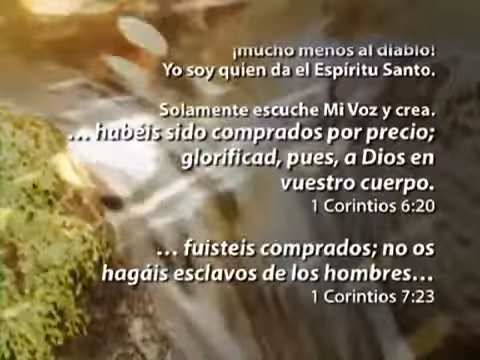 ¡mucho menos al diablo!
Yo soy quien da el Espíritu Santo.
Solamente escuche Mi Voz y crea.
… habéis sido comprados por precio;
glorificad, pues, a Dios en
vuestro cuerpo.
1 Corintios 6:20
… fuisteis comprados; no os
hagáis esclavos de los hombres…
1 Corintios 7:23